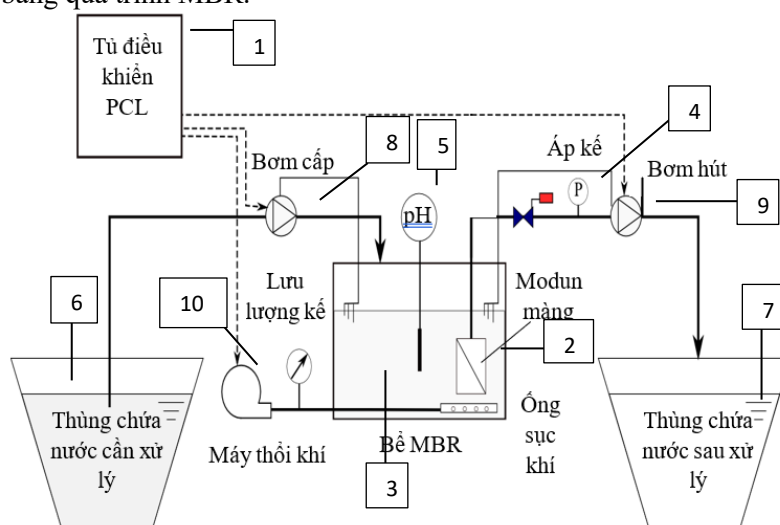 bằng quá trình MBR.
1
Tủ điều
khiển
PCL
4
5
8
Áp kế
Bơm cấp
Bơm hút
P
9
pH
Lưu
lượng kế
Modun
màng
6
10
7
2
Thùng chứa
nước cần xử
lý
Ống
sục
khí
Thùng chứa
nước sau xử
lý
Máy thổi khí
Bể MBR
3